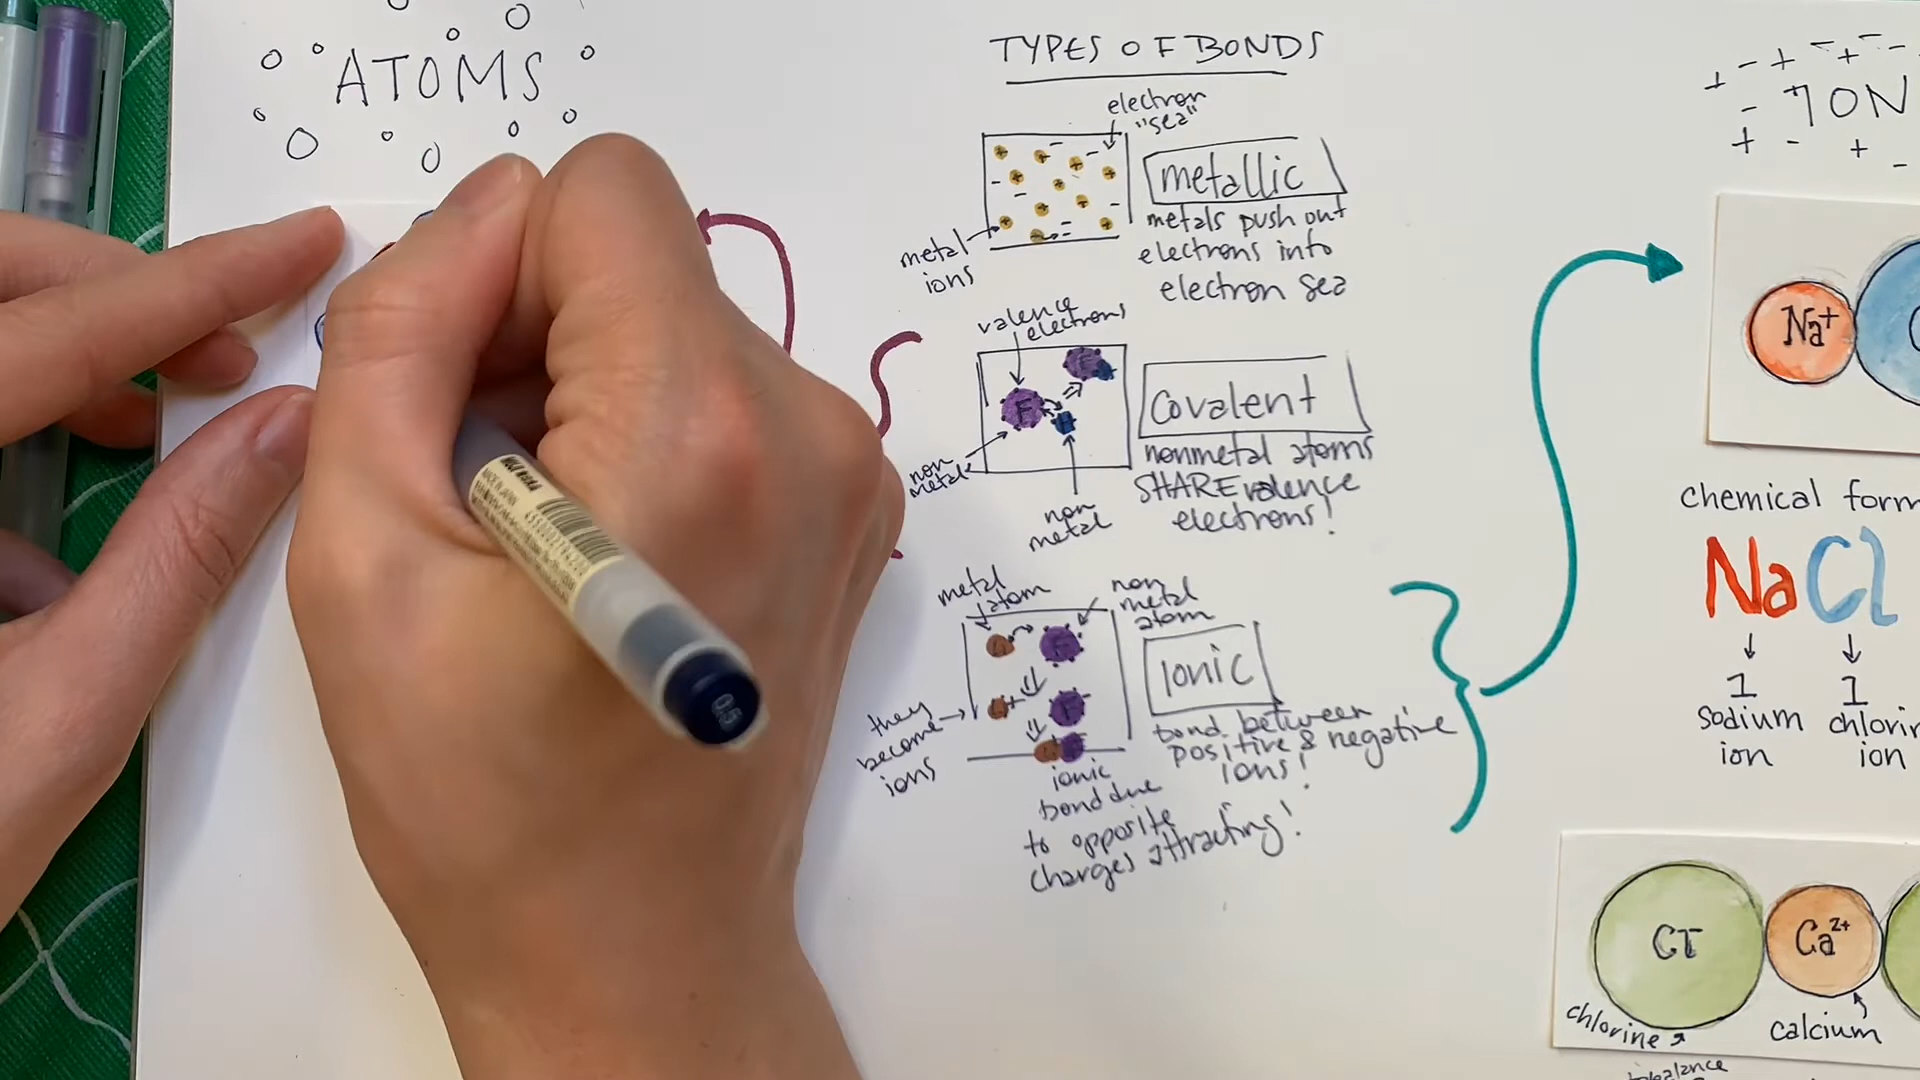 ATOMS
TYPES OF BONDS
electron
"sea"
metallic
metals push out
electrons into
electron sea
metal
ions
valence
electrons
F
covalent
nonmetal atoms
SHARE valence
electrons!
non
metal
non
metal
metal
atom
non
metal
atom
F
Ionic
bond between
positive & negative
ions!
they
become
ions
ionic
bond due
to opposite
charges attracting!
ION
Na+
chemical form
NaCl
1
sodium
ion
1
chlorin
ion
Ca2+
chlorine
calcium
MUJ
0.5